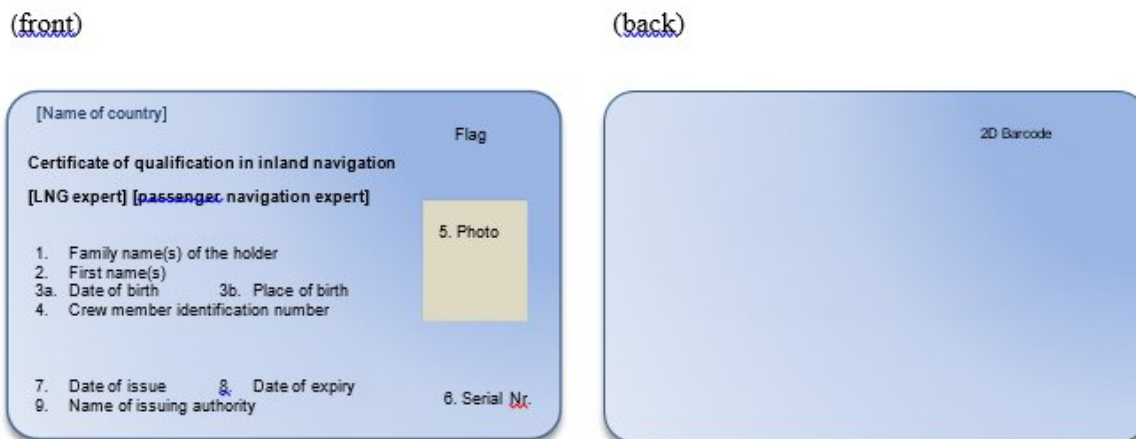 (front)
(back)
[Name of country]
Flag
Certificate of qualification in inland navigation
[LNG expert] [passenger navigation expert]
5. Photo
1. Family name(s) of the holder
2. First name(s)
3a. Date of birth 3b. Place of birth
4. Crew member identification number
7. Date of issue 8. Date of expiry
9. Name of issuing authority
6. Serial Nr.
2D Barcode